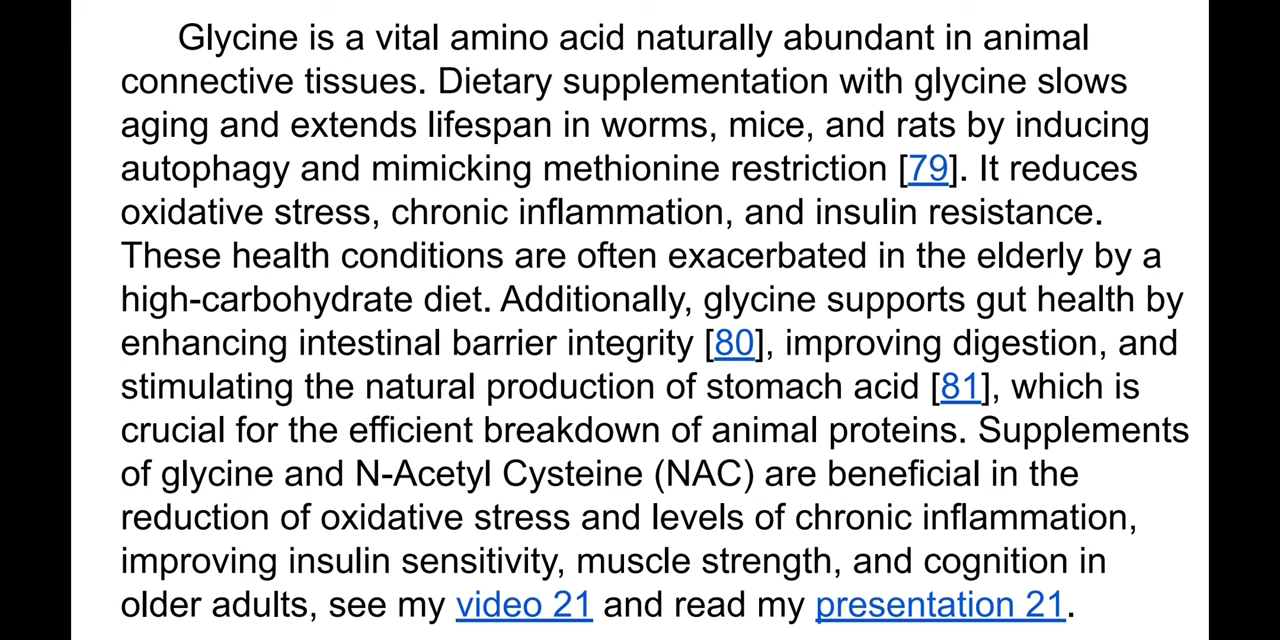 Glycine is a vital amino acid naturally abundant in animal
connective tissues. Dietary supplementation with glycine slows
aging and extends lifespan in worms, mice, and rats by inducing
autophagy and mimicking methionine restriction [79]. It reduces
oxidative stress, chronic inflammation, and insulin resistance.
These health conditions are often exacerbated in the elderly by a
high-carbohydrate diet. Additionally, glycine supports gut health by
enhancing intestinal barrier integrity [80], improving digestion, and
stimulating the natural production of stomach acid [81], which is
crucial for the efficient breakdown of animal proteins. Supplements
of glycine and N-Acetyl Cysteine (NAC) are beneficial in the
reduction of oxidative stress and levels of chronic inflammation,
improving insulin sensitivity, muscle strength, and cognition in
older adults, see my video 21 and read my presentation 21.